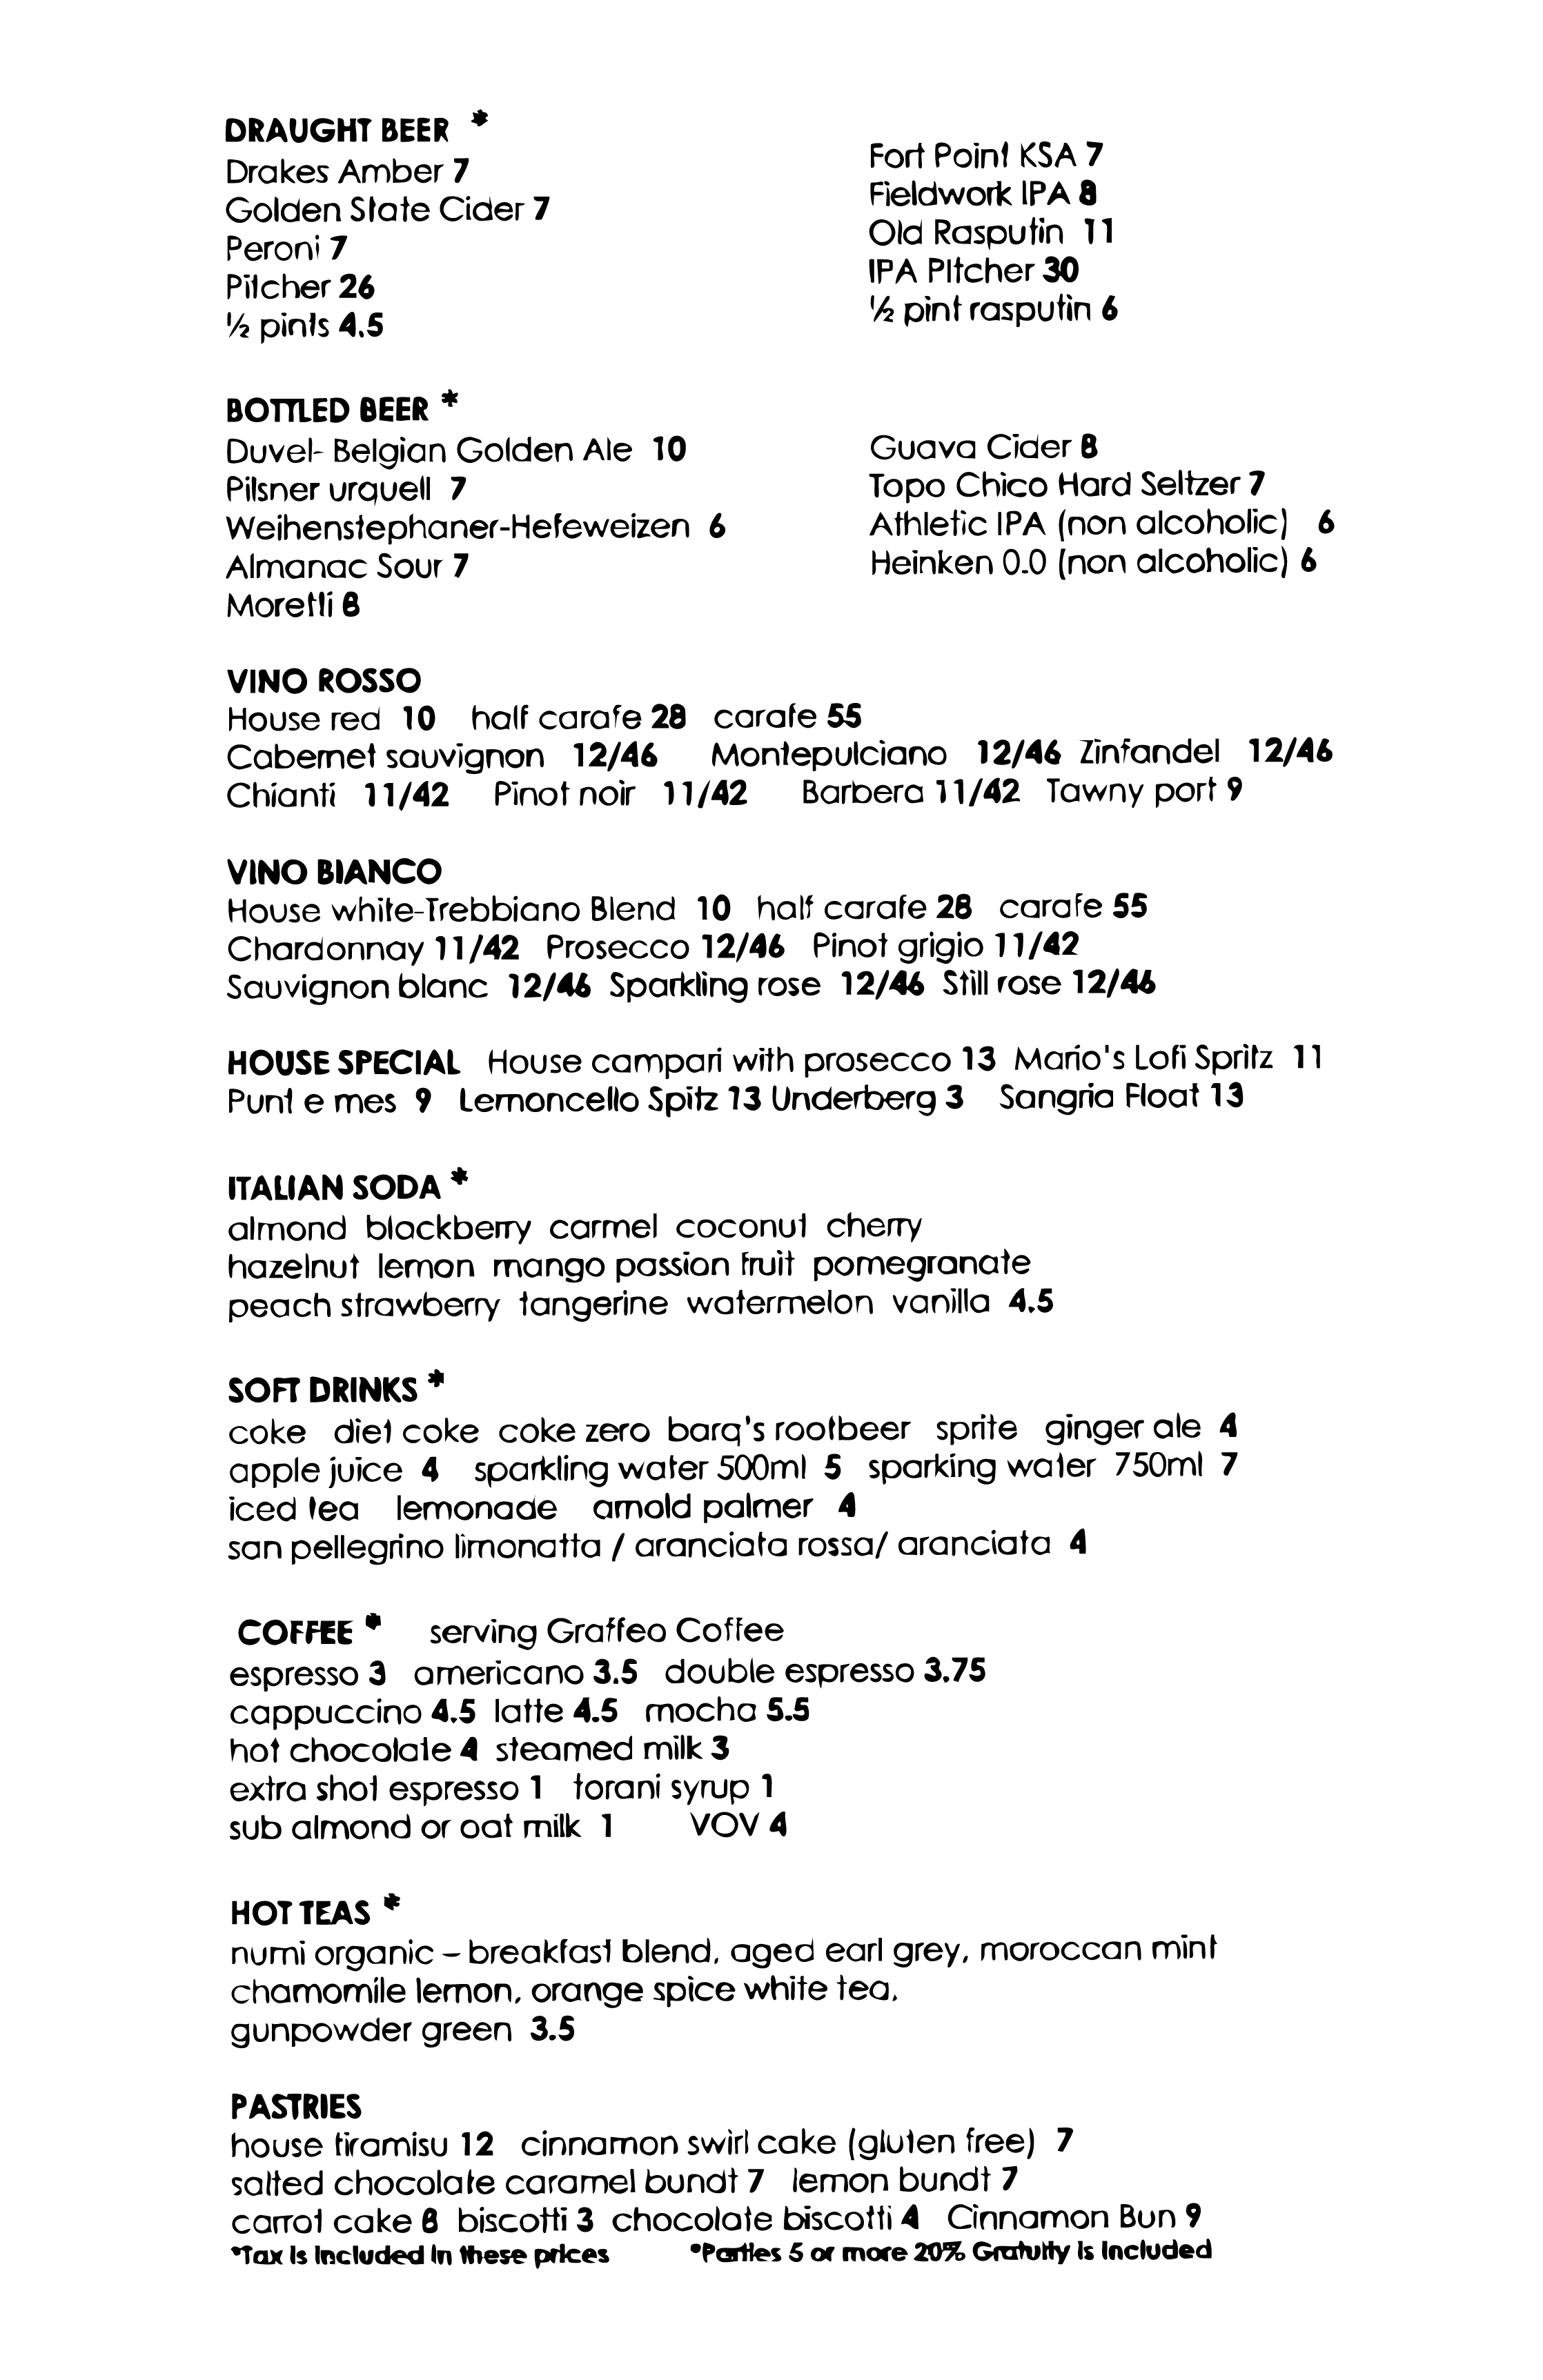 DRAUGHT BEER *
Drakes Amber 7
Golden State Cider 7
Peroni 7
Pitcher 26
½ pints 4.5
Fort Point KSA 7
Fieldwork IPA 8
Old Rasputin 11
IPA PItcher 30
½ pint rasputin 6
BOTTLED BEER *
Duvel- Belgian Golden Ale 10
Pilsner urquell 7
Weihenstephaner-Hefeweizen 6
Almanac Sour 7
Moretti 8
Guava Cider 8
Topo Chico Hard Seltzer 7
Athletic IPA (non alcoholic) 6
Heinken 0.0 (non alcoholic) 6
VINO ROSSO
House red 10 half carafe 28 carafe 55
Cabernet sauvignon 12/46 Montepulciano 12/46 Zinfandel 12/46
Chianti 11/42 Pinot noir 11/42 Barbera 11/42 Tawny port 9
VINO BIANCO
House white-Trebbiano Blend 10 half carafe 28 carafe 55
Chardonnay 11/42 Prosecco 12/46 Pinot grigio 11/42
Sauvignon blanc 12/46 Sparkling rose 12/46 Still rose 12/46
HOUSE SPECIAL House campari with prosecco 13 Mario's Lofi Spritz 11
Punt e mes 9 Lemoncello Spitz 13 Underberg 3 Sangria Float 13
ITALIAN SODA *
almond blackberry carmel coconut cherry
hazelnut lemon mango passion fruit pomegranate
peach strawberry tangerine watermelon vanilla 4.5
SOFT DRINKS *
coke diet coke coke zero barq's rootbeer sprite ginger ale 4
apple juice 4 sparkling water 500ml 5 sparking water 750ml 7
iced tea lemonade arnold palmer 4
san pellegrino limonatta / aranciata rossa/ aranciata 4
COFFEE * serving Graffeo Coffee
espresso 3 americano 3.5 double espresso 3.75
cappuccino 4.5 latte 4.5 mocha 5.5
hot chocolate 4 steamed milk 3
extra shot espresso 1 torani syrup 1
sub almond or oat milk 1 VOV 4
HOT TEAS *
numi organic – breakfast blend, aged earl grey, moroccan mint
chamomile lemon, orange spice white tea,
gunpowder green 3.5
PASTRIES
house tiramisu 12 cinnamon swirl cake (gluten free) 7
salted chocolate caramel bundt 7 lemon bundt 7
carrot cake 8 biscotti 3 chocolate biscotti 4 Cinnamon Bun 9
*Tax is included in these prices *Parties 5 or more 20% Gratuity is included